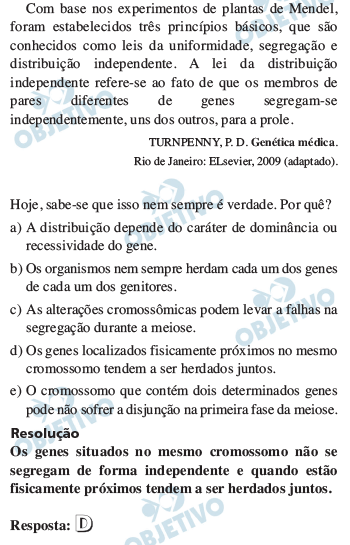 Com base nos experimentos de plantas de Mendel,
foram estabelecidos três princípios básicos, que são
conhecidos como leis da uniformidade, segregação e
distribuição independente. A lei da distribuição
independente refere-se ao fato de que os membros de
pares diferentes de genes segregam-se
independentemente, uns dos outros, para a prole.
TURNPENNY, P. D. Genética médica.
Rio de Janeiro: ELsevier, 2009 (adaptado).
Hoje, sabe-se que isso nem sempre é verdade. Por quê?
a) A distribuição depende do caráter de dominância ou
recessividade do gene.
b) Os organismos nem sempre herdam cada um dos genes
de cada um dos genitores.
c) As alterações cromossômicas podem levar a falhas na
segregação durante a meiose.
d) Os genes localizados fisicamente próximos no mesmo
cromossomo tendem a ser herdados juntos.
e) O cromossomo que contém dois determinados genes
pode não sofrer a disjunção na primeira fase da meiose.
Resolução
Os genes situados no mesmo cromossomo não se
segregam de forma independente e quando estão
fisicamente próximos tendem a ser herdados juntos.
Resposta: D
OBJETIVO
OBJETIVO
OBJETIVO
OBJETIVO
OBJETIVO
OBJETIVO